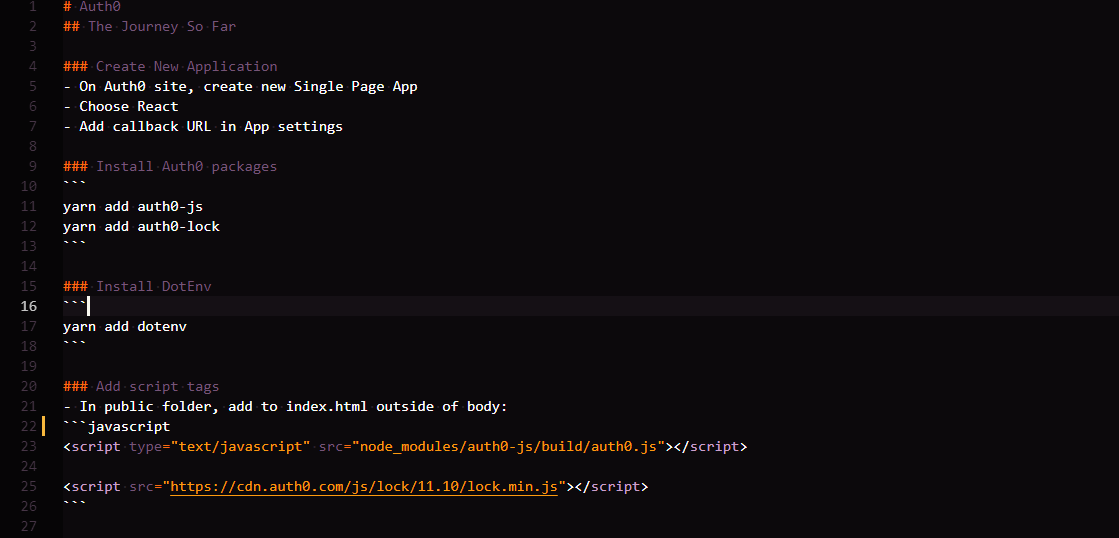 1 # Auth0
2 ## The Journey So Far
3
4 ### Create New Application
5 - On Auth0 site, create new Single Page App
6 - Choose React
7 - Add callback URL in App settings
8
9 ### Install Auth0 packages
10 ```
11 yarn add auth0-js
12 yarn add auth0-lock
13 ```
14
15 ### Install DotEnv
16 ```
17 yarn add dotenv
18 ```
19
20 ### Add script tags
21 - In public folder, add to index.html outside of body:
22 ```javascript
23 <script type="text/javascript" src="node_modules/auth0-js/build/auth0.js"></script>
24
25 <script src="https://cdn.auth0.com/js/lock/11.10/lock.min.js"></script>
26 ```
27